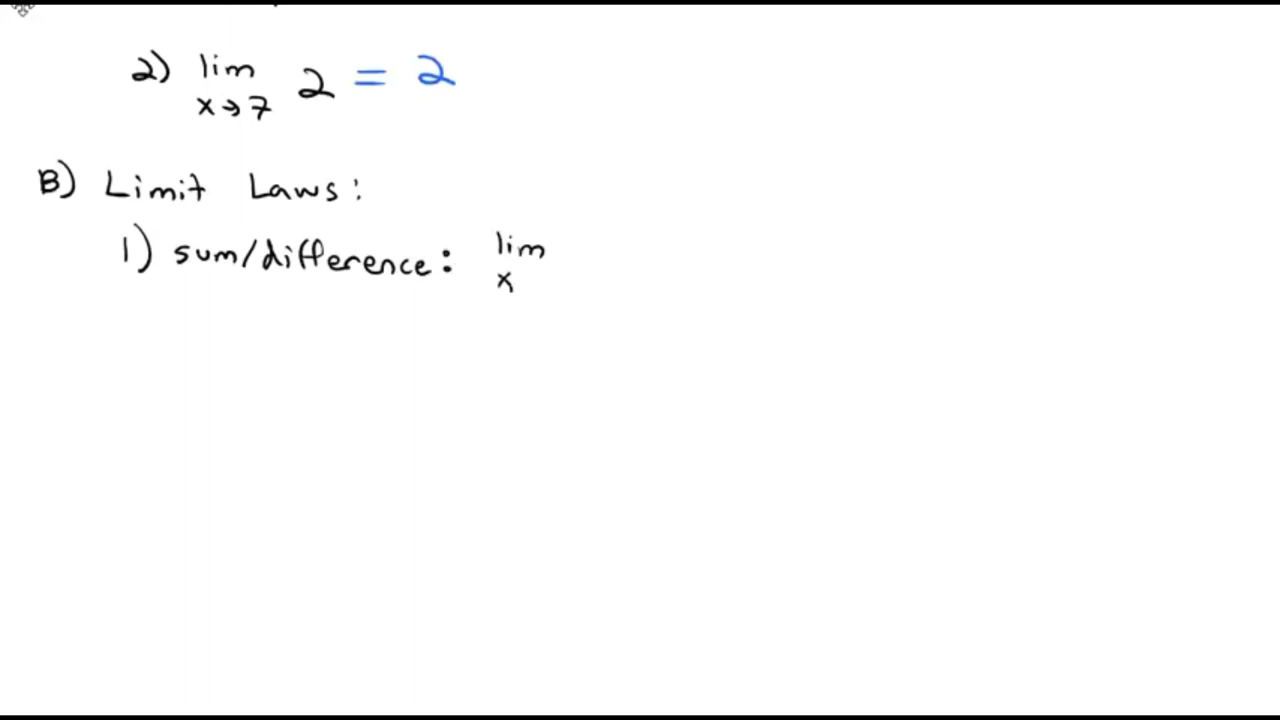 2) lim 2 = 2
x→7
B) Limit Laws:
1) sum/difference: lim
x